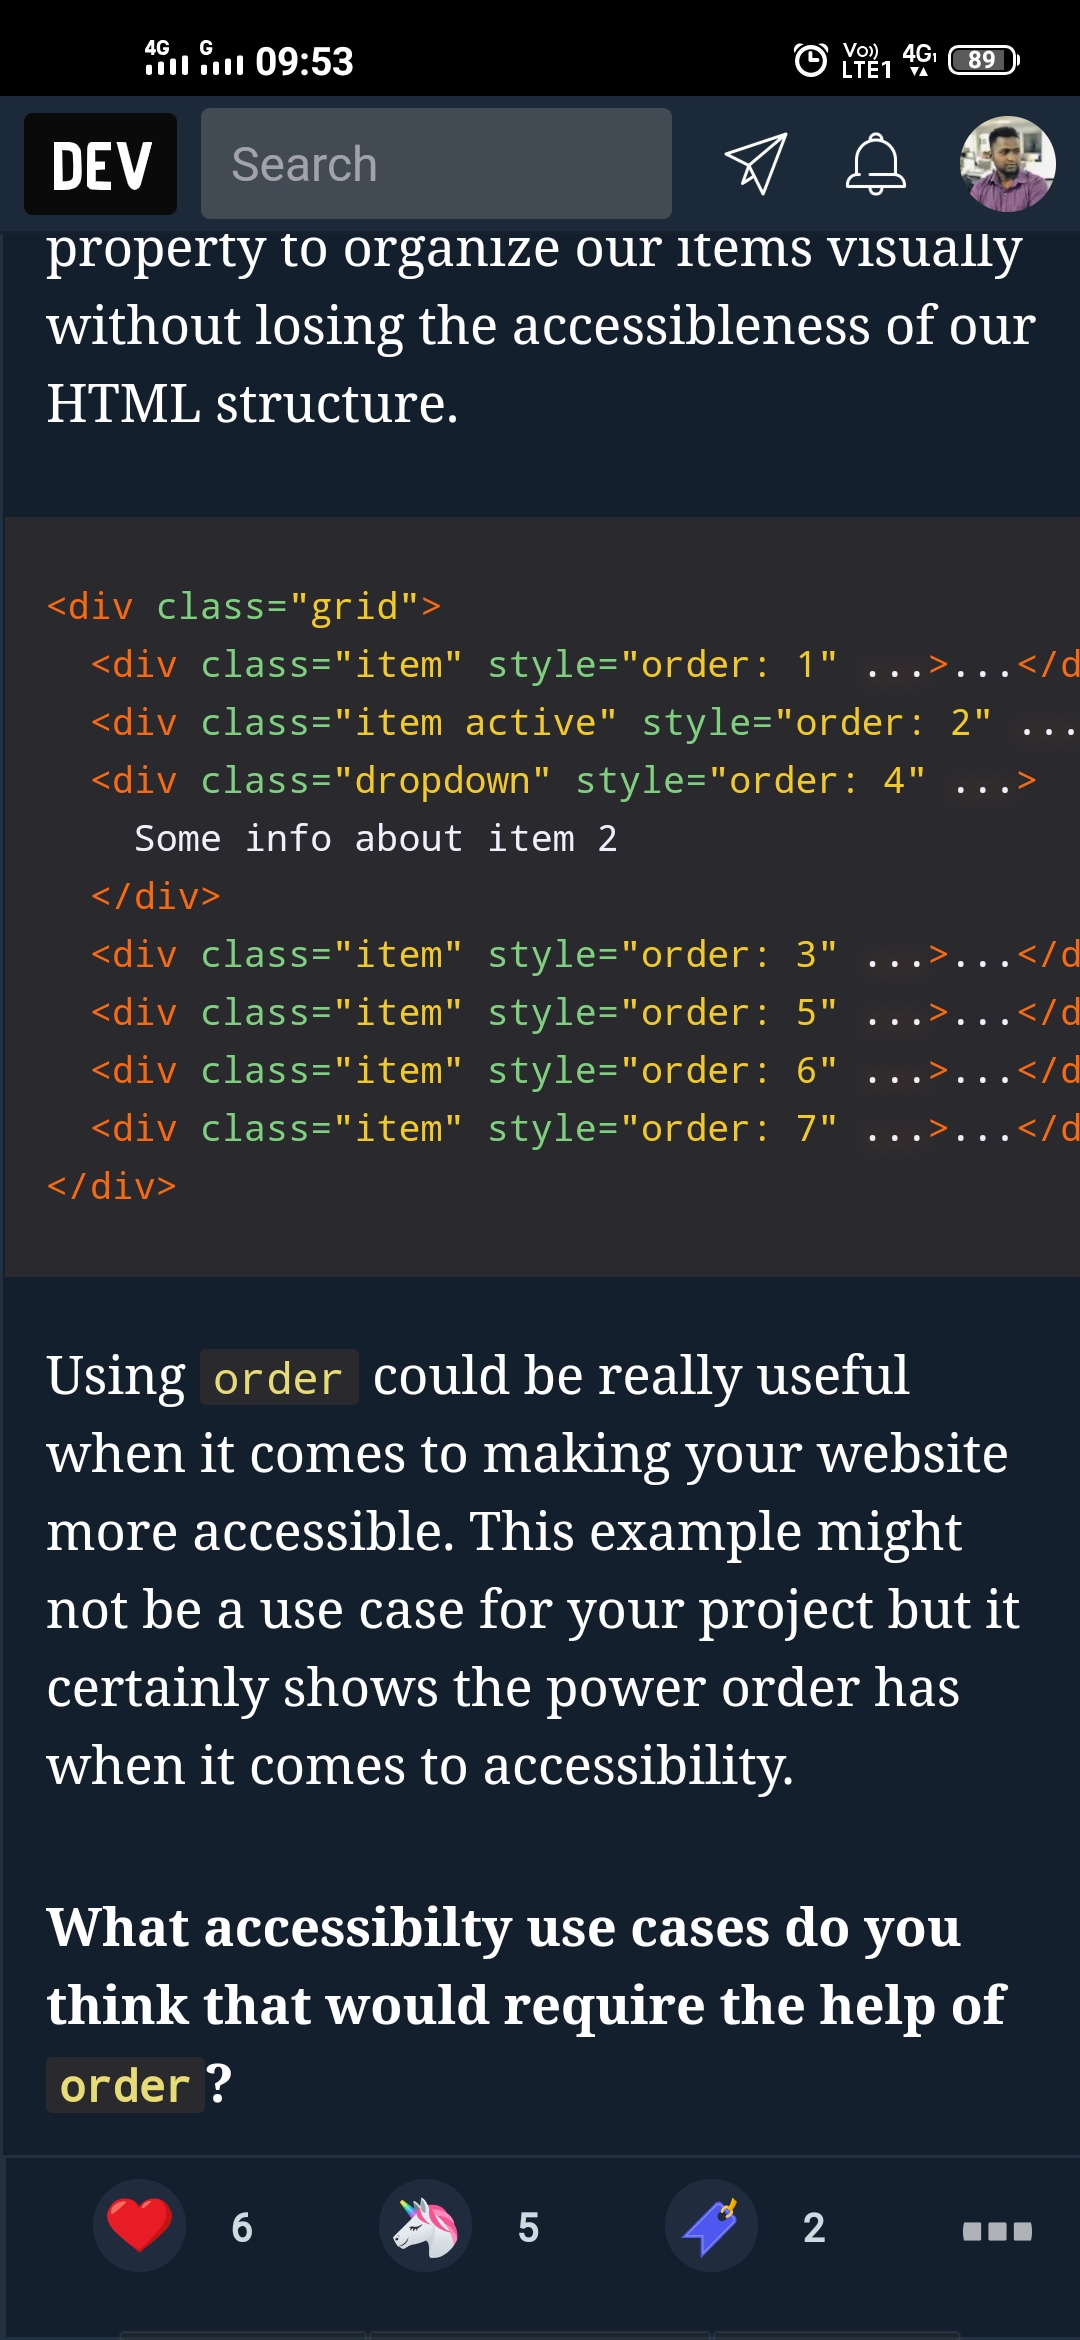 4G G 09:53 Vo)) LTE1 4G1 89
DEV Search
property to organize our items visually
without losing the accessibleness of our
HTML structure.
<div class="grid">
<div class="item" style="order: 1" ...>...</d
<div class="item active" style="order: 2" ...
<div class="dropdown" style="order: 4" ...>
Some info about item 2
</div>
<div class="item" style="order: 3" ...>...</d
<div class="item" style="order: 5" ...>...</d
<div class="item" style="order: 6" ...>...</d
<div class="item" style="order: 7" ...>...</d
</div>
Using order could be really useful
when it comes to making your website
more accessible. This example might
not be a use case for your project but it
certainly shows the power order has
when it comes to accessibility.
What accessibilty use cases do you
think that would require the help of
order?
6 5 2